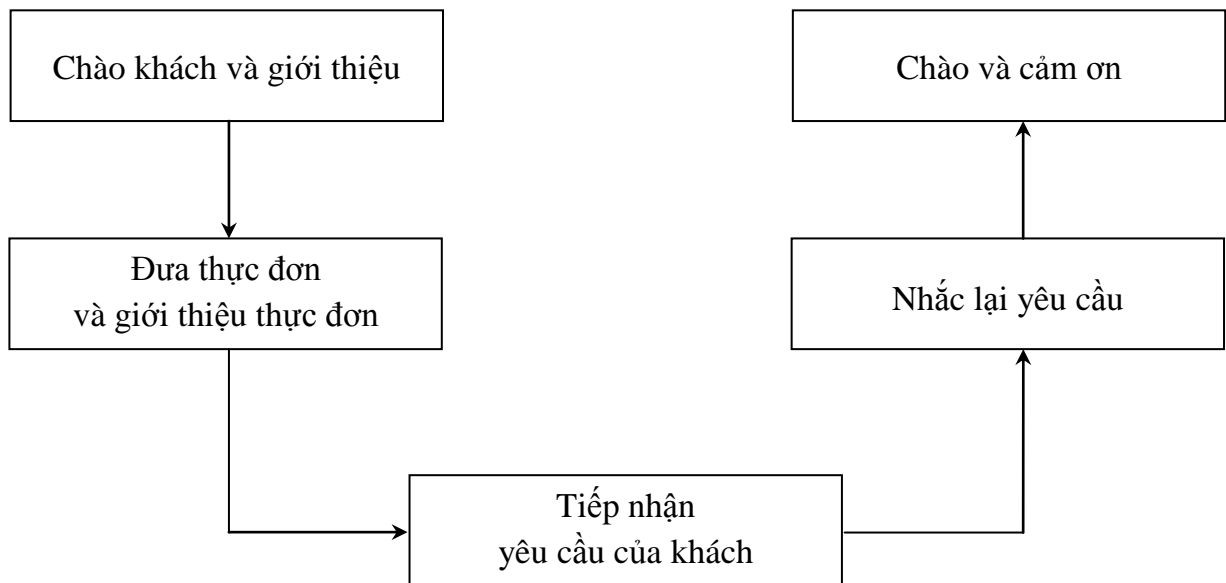 Chào khách và giới thiệu
Đưa thực đơn
và giới thiệu thực đơn
Tiếp nhận
yêu cầu của khách
Nhắc lại yêu cầu
Chào và cảm ơn